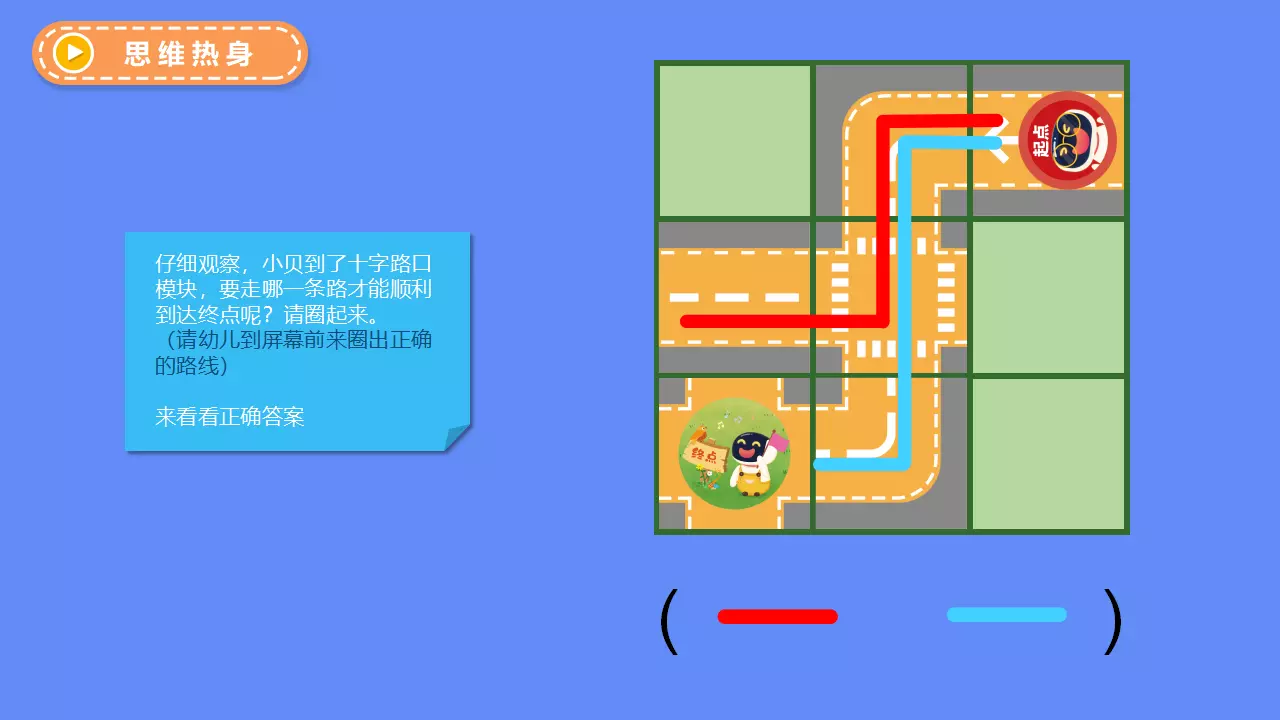 思维热身
起点
仔细观察，小贝到了十字路口
模块，要走哪一条路才能顺利
到达终点呢？请圈起来。
（请幼儿到屏幕前来圈出正确
的路线）
来看看正确答案
终点
（ ）